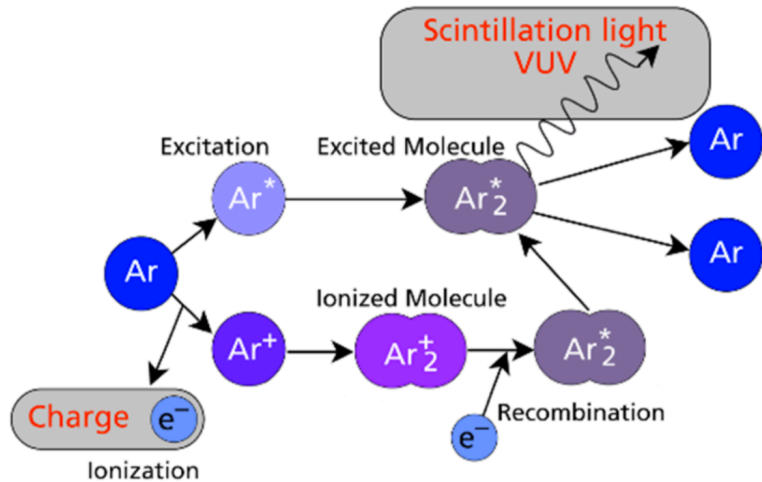 Scintillation light
VUV
Excitation
Excited Molecule
Ar
Ar*
Ar₂*
Ar
Ar
Ionized Molecule
Ar⁺
Ar₂⁺
Ar₂*
Charge e⁻
e⁻
Recombination
Ionization